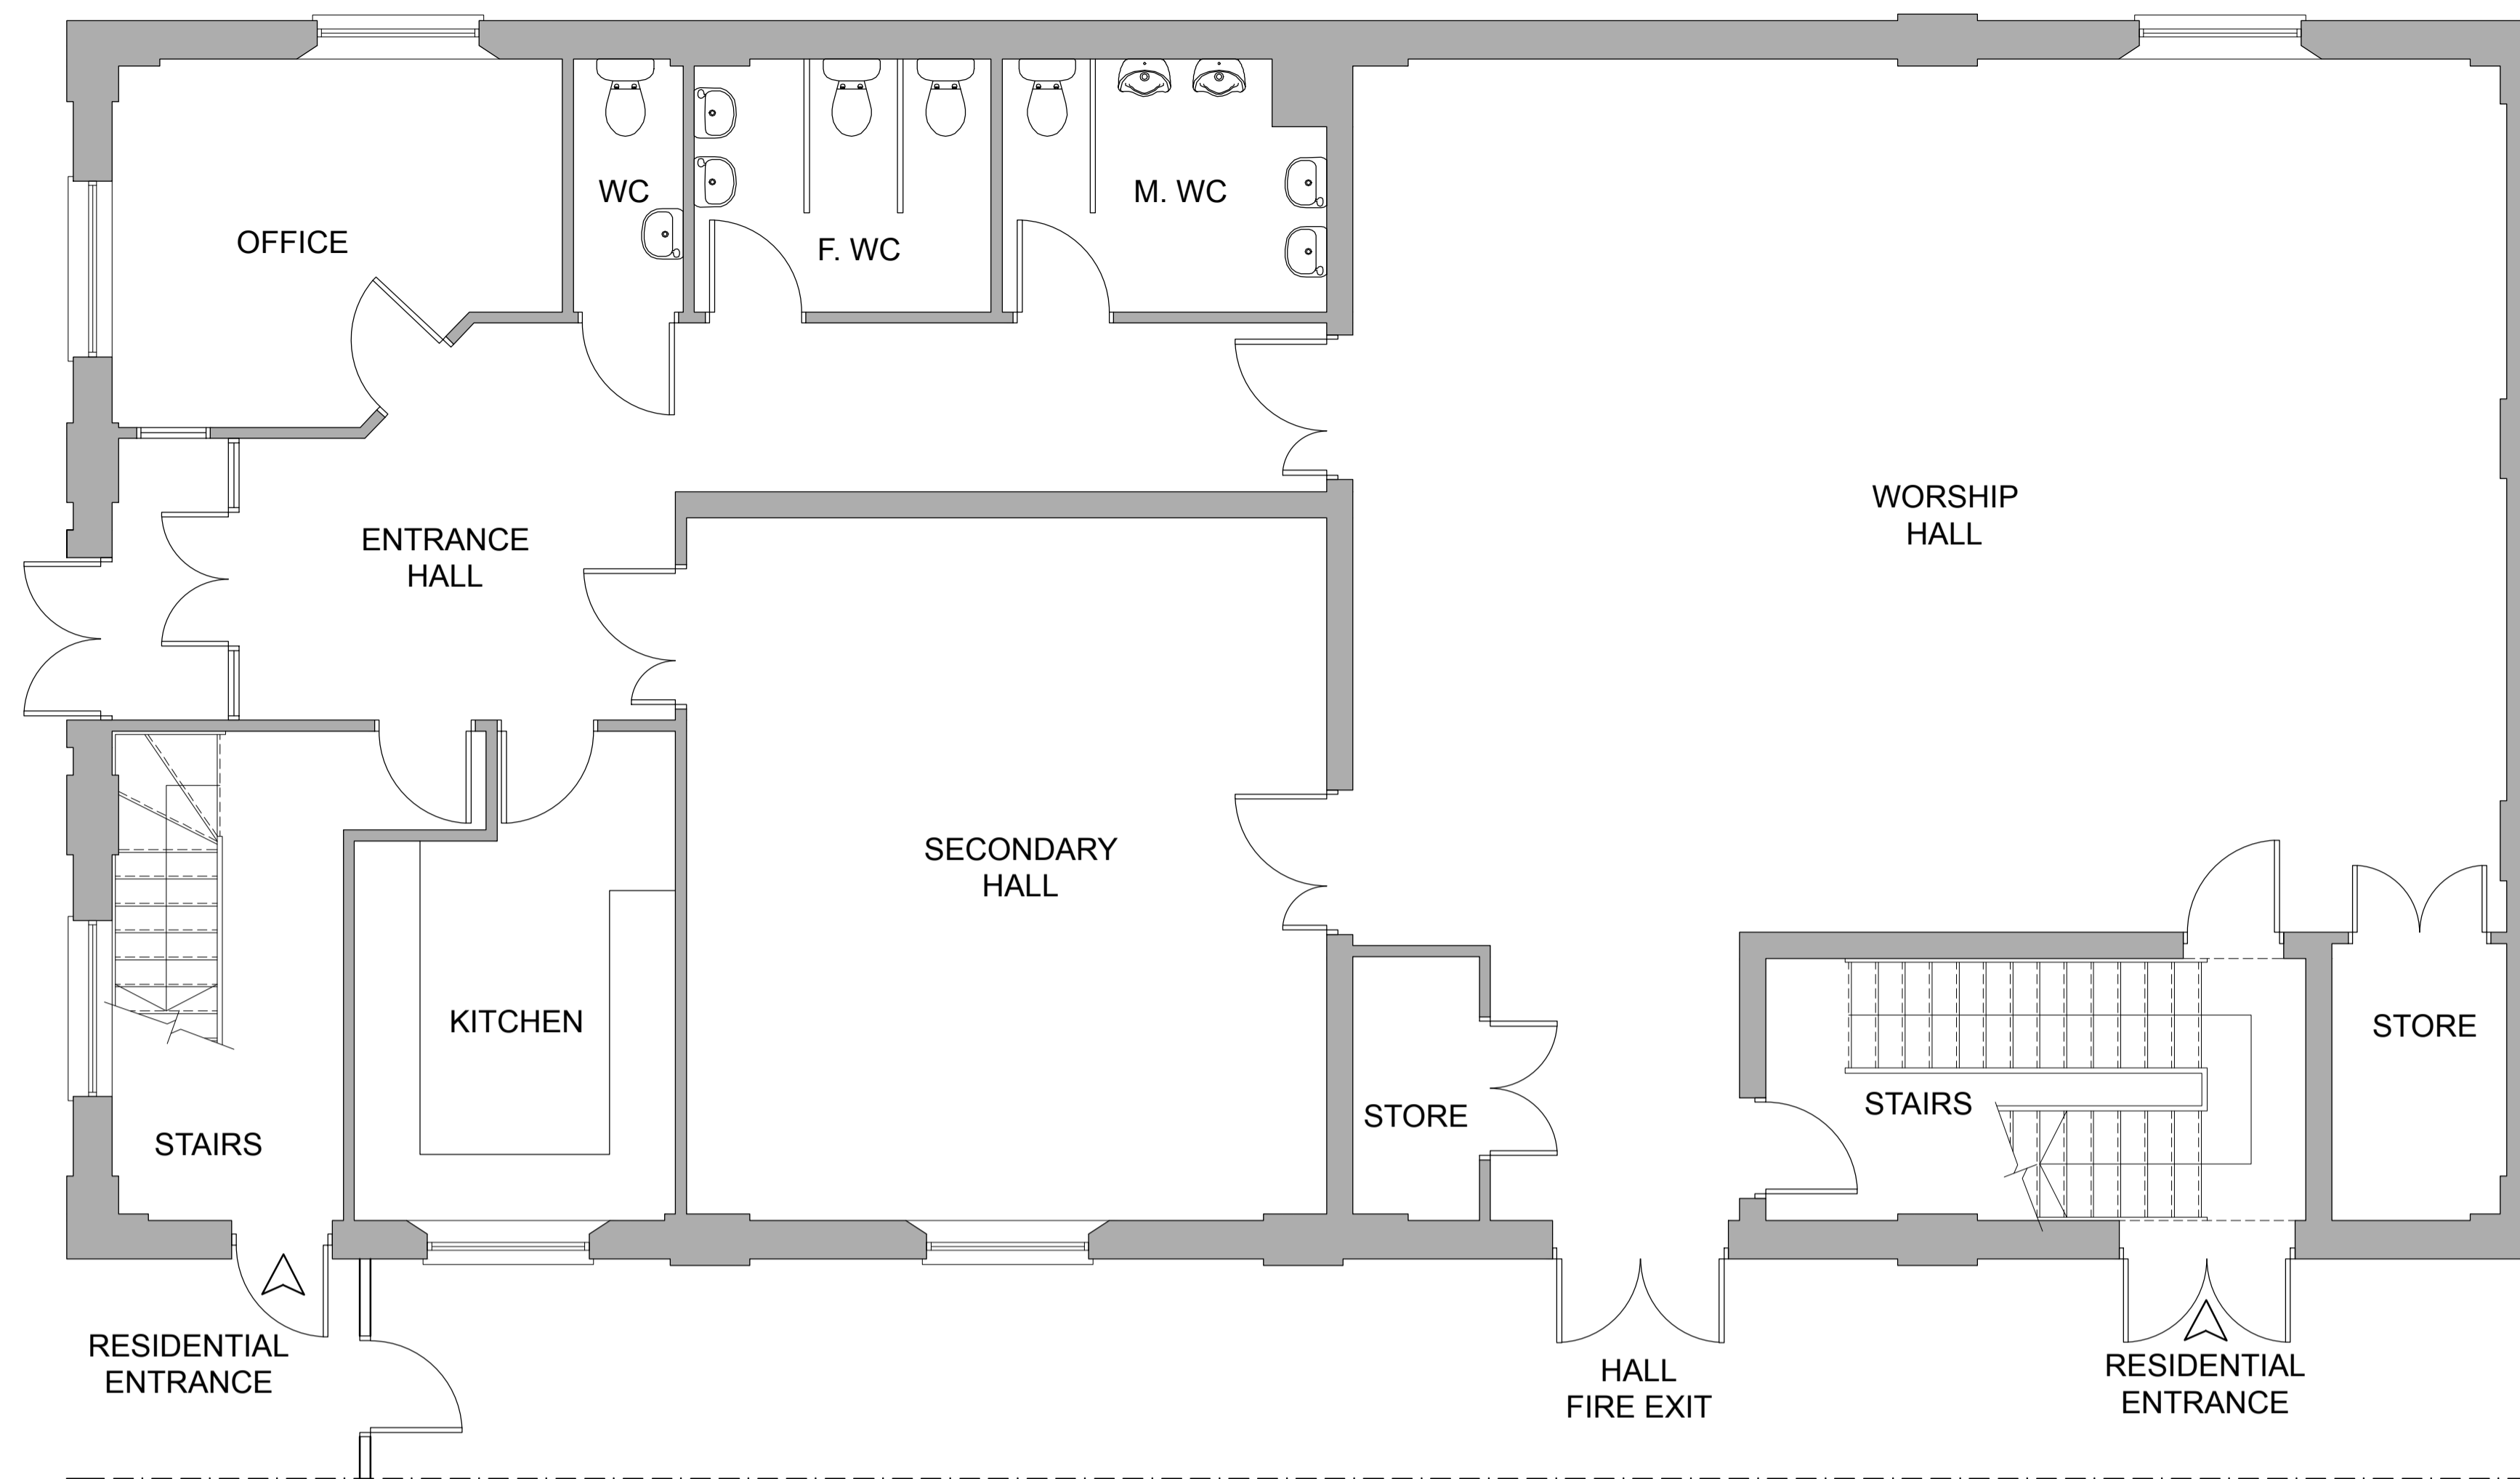 WC
M. WC
OFFICE
F. WC
ENTRANCE
HALL
WORSHIP
HALL
SECONDARY
HALL
KITCHEN
STORE
STAIRS
STORE
STAIRS
RESIDENTIAL
ENTRANCE
HALL
FIRE EXIT
RESIDENTIAL
ENTRANCE